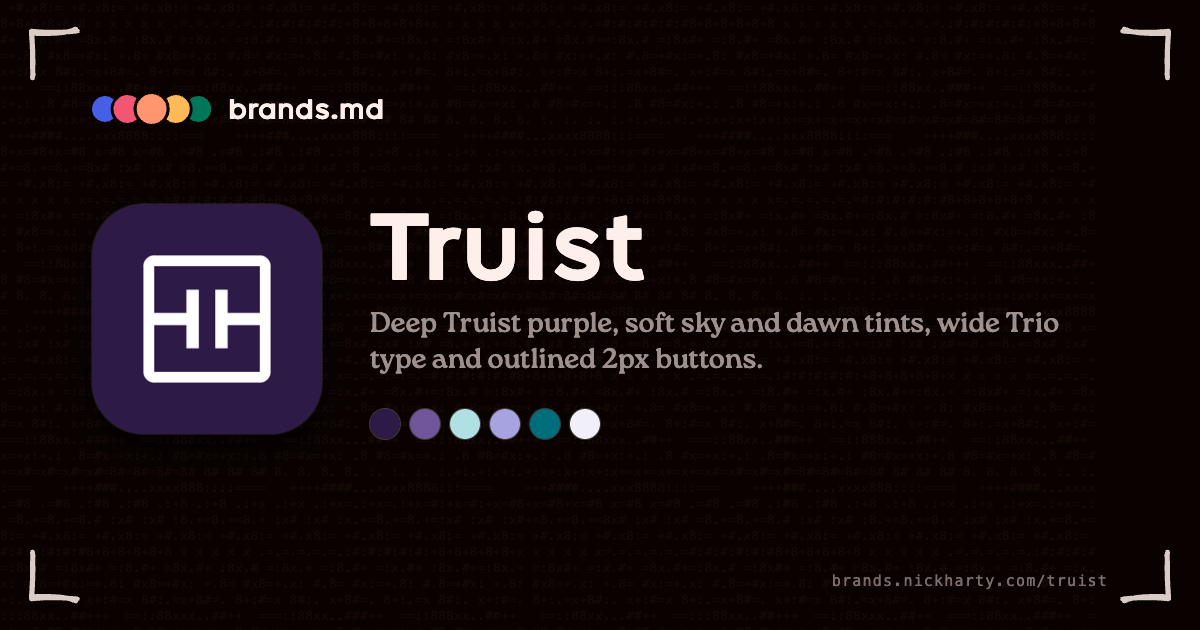 brands.md
Truist
Deep Truist purple, soft sky and dawn tints, wide Trio
type and outlined 2px buttons.
brands.nickharty.com/truist